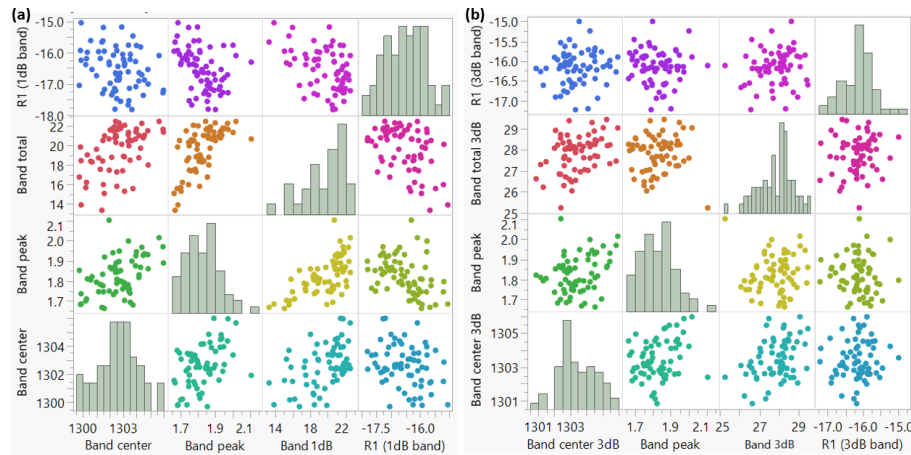 (a)
R1 (1dB band)
-15.0
-16.0
-17.0
-18.0
Band total
22
20
18
16
14
Band peak
2.1
2.0
1.9
1.8
1.7
Band center
1304
1302
1300
1300 1303 1.7 1.9 2.1 14 18 22 -17.5 -16.0
Band center Band peak Band 1dB R1 (1dB band)
(b)
R1 (3dB band)
-15.0
-15.5
-16.0
-16.5
-17.0
Band total 3dB
29
28
27
26
25
Band peak
2.1
2.0
1.9
1.8
1.7
Band center 3dB
1305
1303
1301
1301 1303 1.7 1.9 2.1 25 27 29 -17.0 -16.0 -15.0
Band center 3dB Band peak Band 3dB R1 (3dB band)